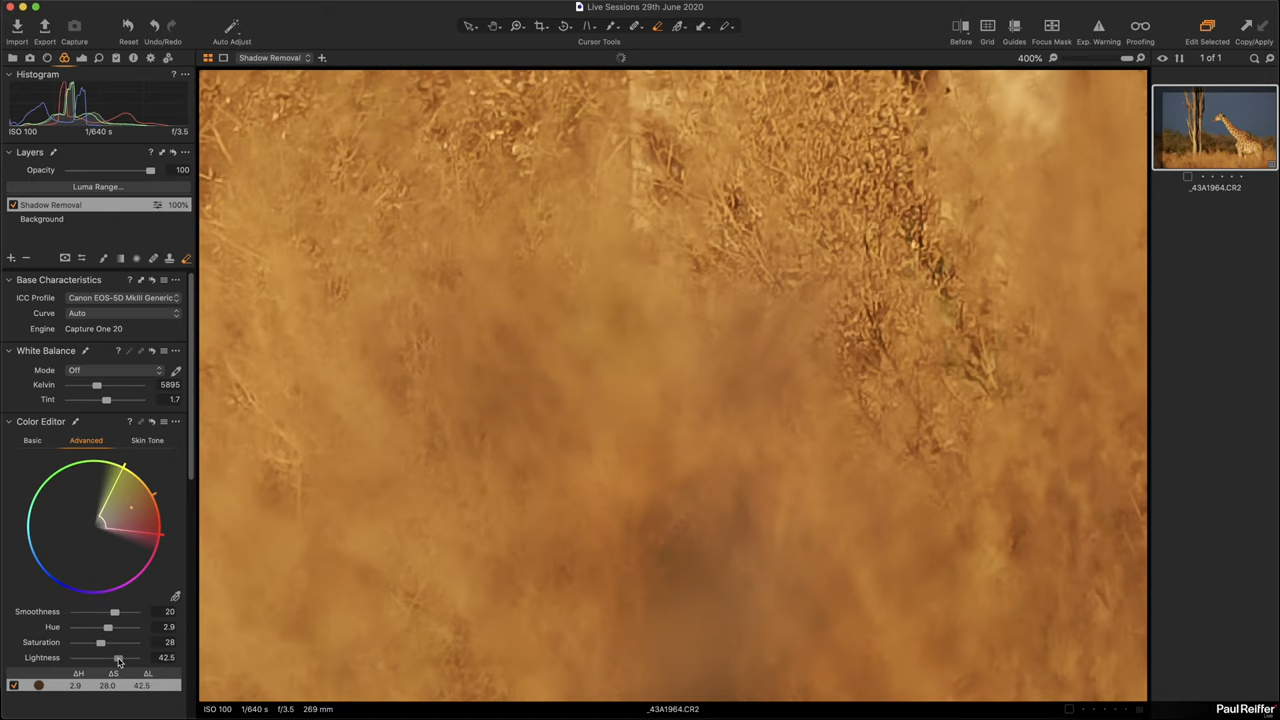 Live Sessions 29th June 2020
Import Export Capture Reset Undo/Redo Auto Adjust Cursor Tools Before Grid Guides Focus Mask Exp. Warning Proofing Edit Selected Copy/Apply
Shadow Removal
400%
1 of 1
Histogram
ISO 100 1/640 s f/3.5
Layers
Opacity 100
Luma Range...
Shadow Removal 100%
Background
Base Characteristics
ICC Profile Canon EOS-5D MkIII Generic
Curve Auto
Engine Capture One 20
White Balance
Mode Off
Kelvin 5895
Tint 1.7
Color Editor
Basic Advanced Skin Tone
Smoothness 20
Hue 2.9
Saturation 28
Lightness 42.5
ΔH ΔS ΔL
2.9 28.0 42.5
ISO 100 1/640 s f/3.5 269 mm
_43A1964.CR2
_43A1964.CR2
PaulReiffer
Live